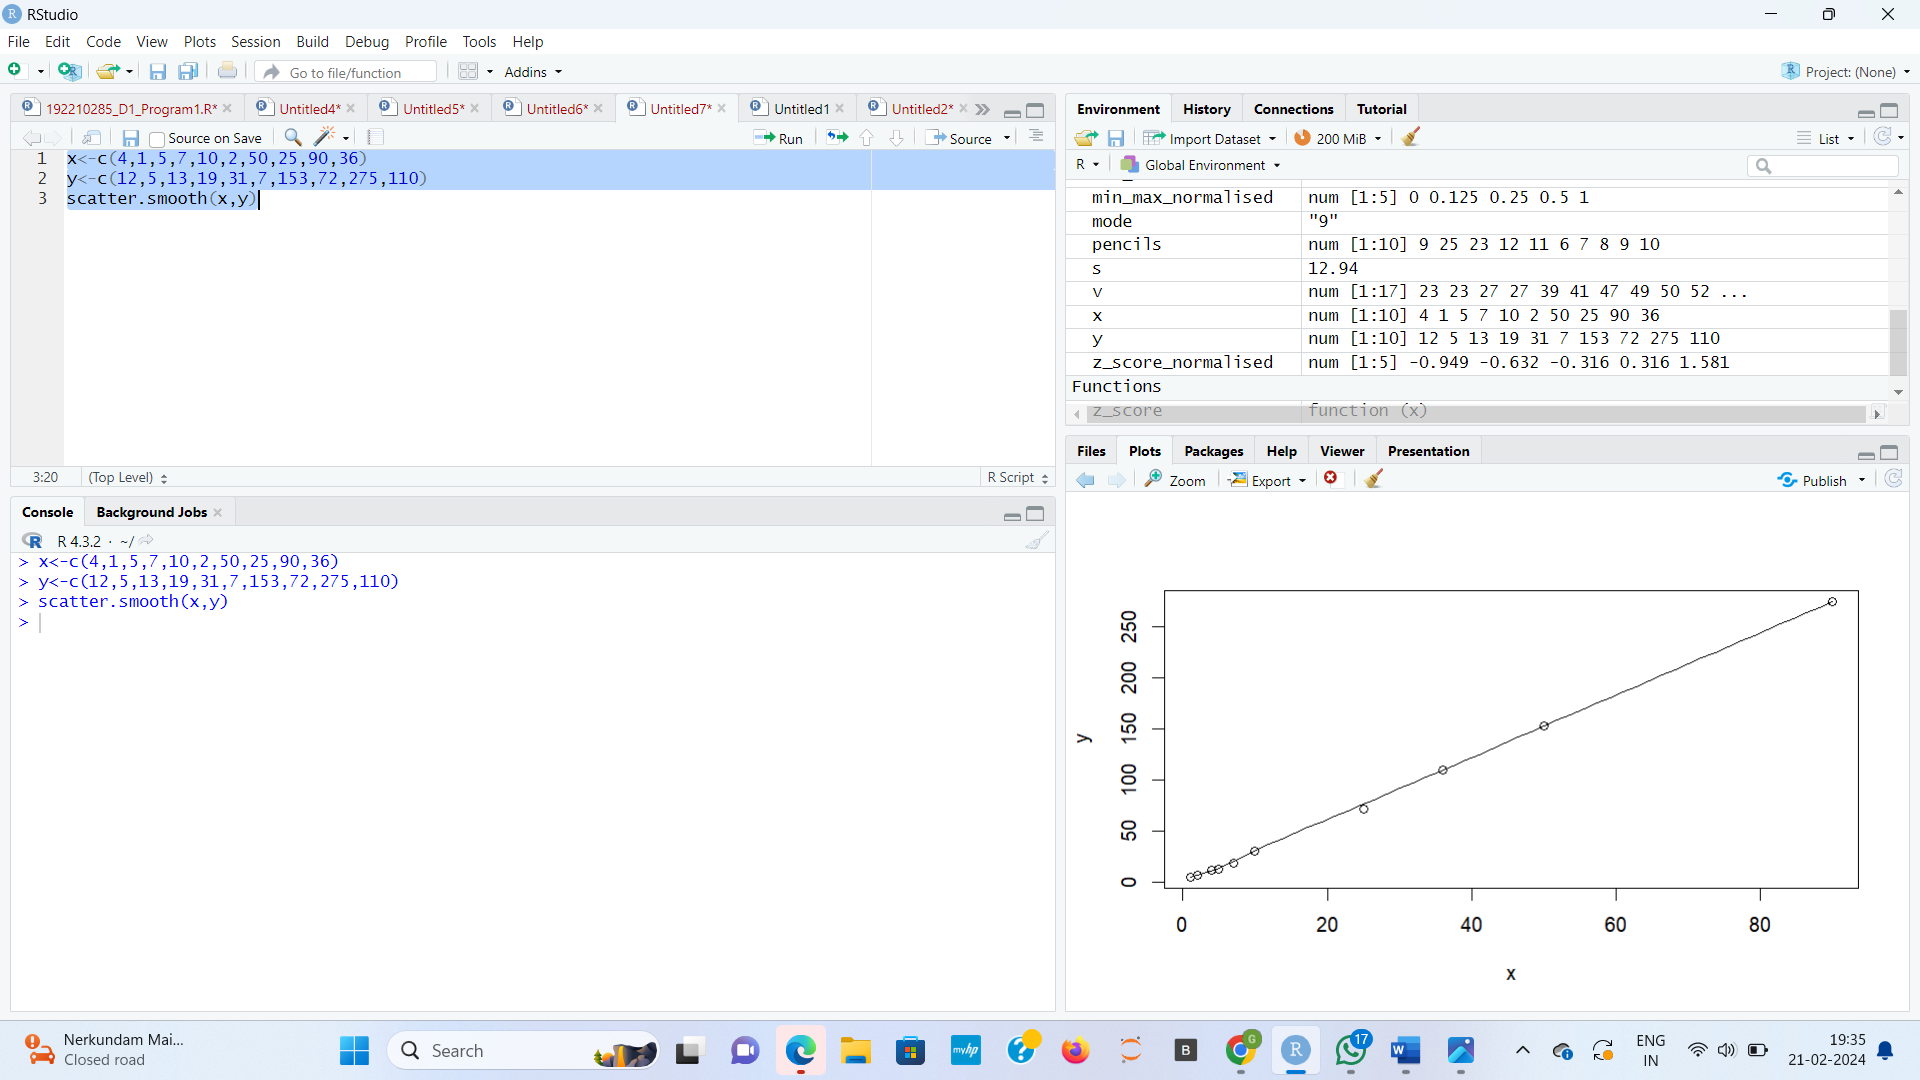 RStudio
File Edit Code View Plots Session Build Debug Profile Tools Help
Go to file/function Addins Project: (None)
192210285_D1_Program1.R* Untitled4* Untitled5* Untitled6* Untitled7* Untitled1 Untitled2*
Source on Save Run Source
1 x<-c(4,1,5,7,10,2,50,25,90,36)
2 y<-c(12,5,13,19,31,7,153,72,275,110)
3 scatter.smooth(x,y)
3:20 (Top Level) R Script
Console Background Jobs
R 4.3.2 · ~/
> x<-c(4,1,5,7,10,2,50,25,90,36)
> y<-c(12,5,13,19,31,7,153,72,275,110)
> scatter.smooth(x,y)
>
Environment History Connections Tutorial
Import Dataset 200 MiB List
R Global Environment
min_max_normalised num [1:5] 0 0.125 0.25 0.5 1
mode "9"
pencils num [1:10] 9 25 23 12 11 6 7 8 9 10
s 12.94
v num [1:17] 23 23 27 27 39 41 47 49 50 52 ...
x num [1:10] 4 1 5 7 10 2 50 25 90 36
y num [1:10] 12 5 13 19 31 7 153 72 275 110
z_score_normalised num [1:5] -0.949 -0.632 -0.316 0.316 1.581
Functions
z_score function (x)
Files Plots Packages Help Viewer Presentation
Zoom Export Publish
250
200
150
100
50
0
y
0 20 40 60 80
x
Nerkundam Mai...
Closed road
Search
myhp
B
G
17
ENG
IN
19:35
21-02-2024